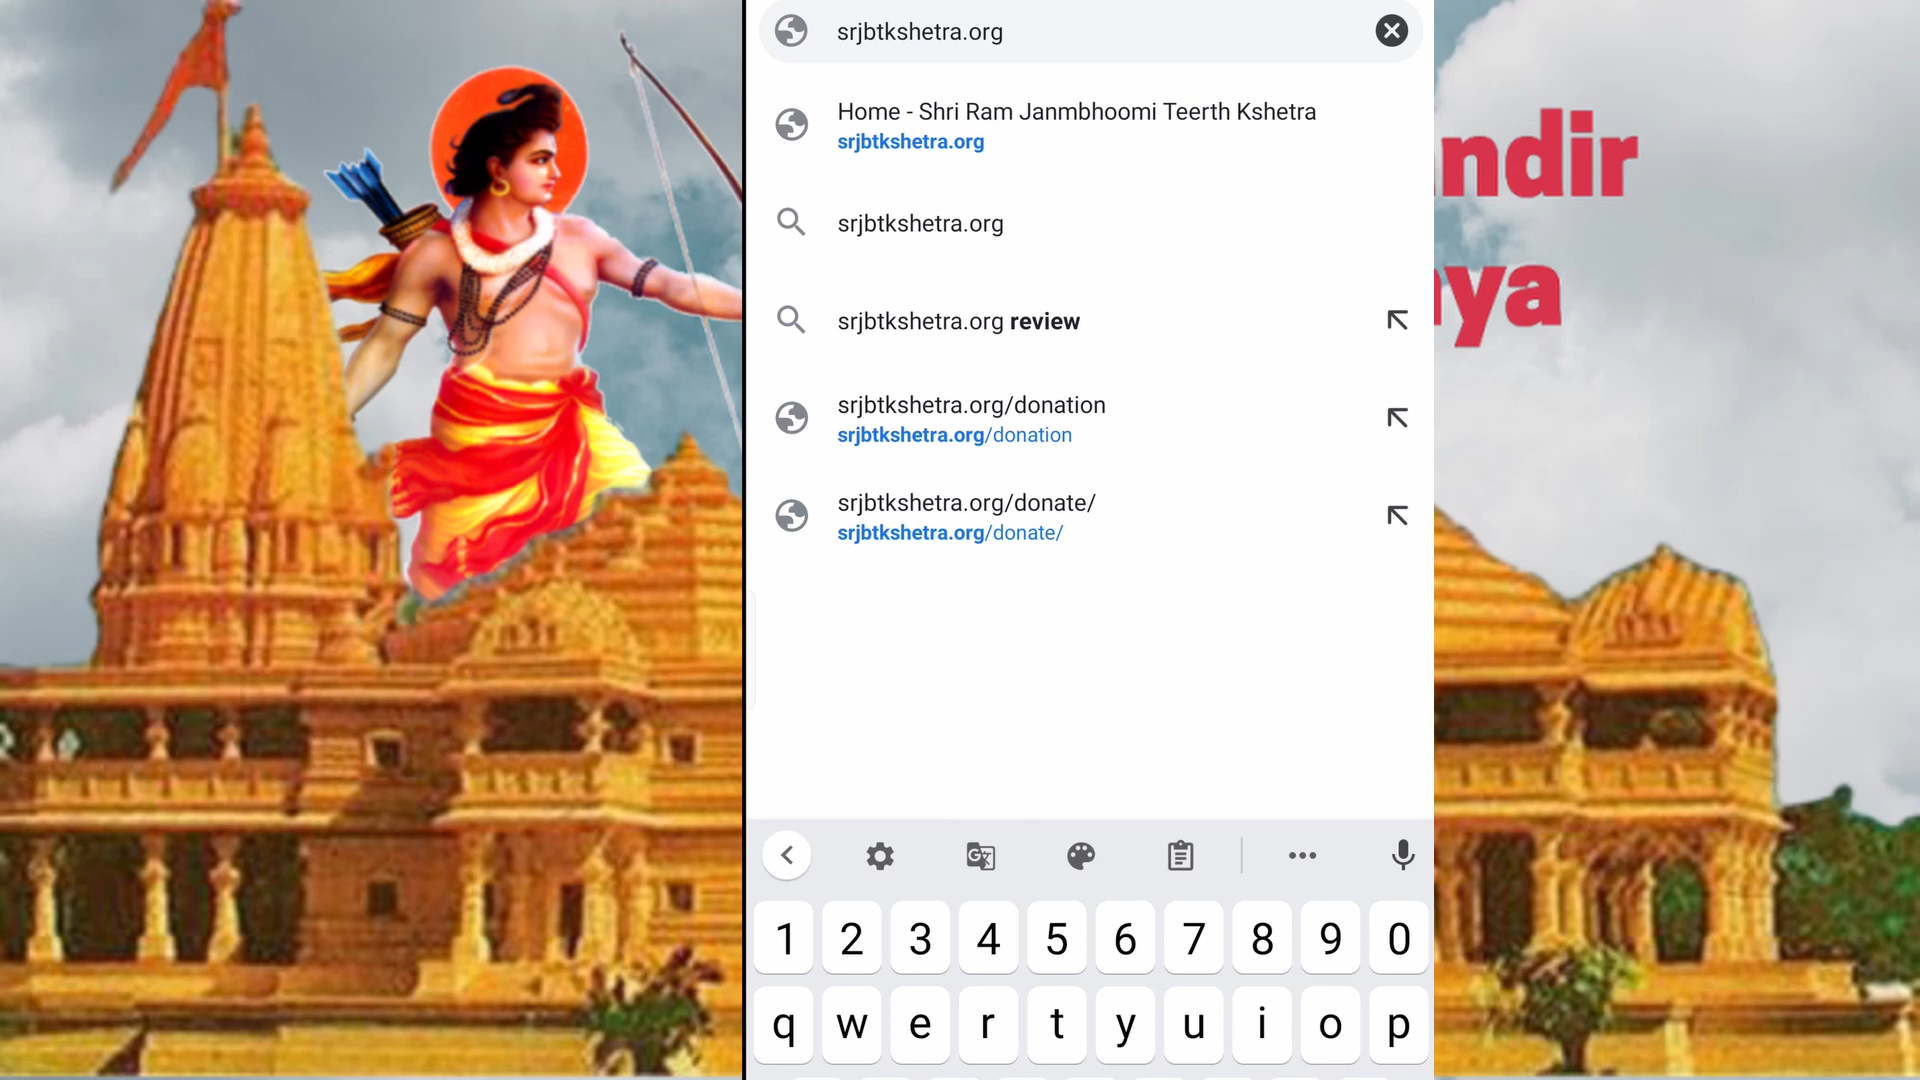 srjbtkshetra.org
Home - Shri Ram Janmbhoomi Teerth Kshetra
srjbtkshetra.org
srjbtkshetra.org
srjbtkshetra.org review
srjbtkshetra.org/donation
srjbtkshetra.org/donation
srjbtkshetra.org/donate/
srjbtkshetra.org/donate/
ndir
ya
1 2 3 4 5 6 7 8 9 0
q w e r t y u i o p